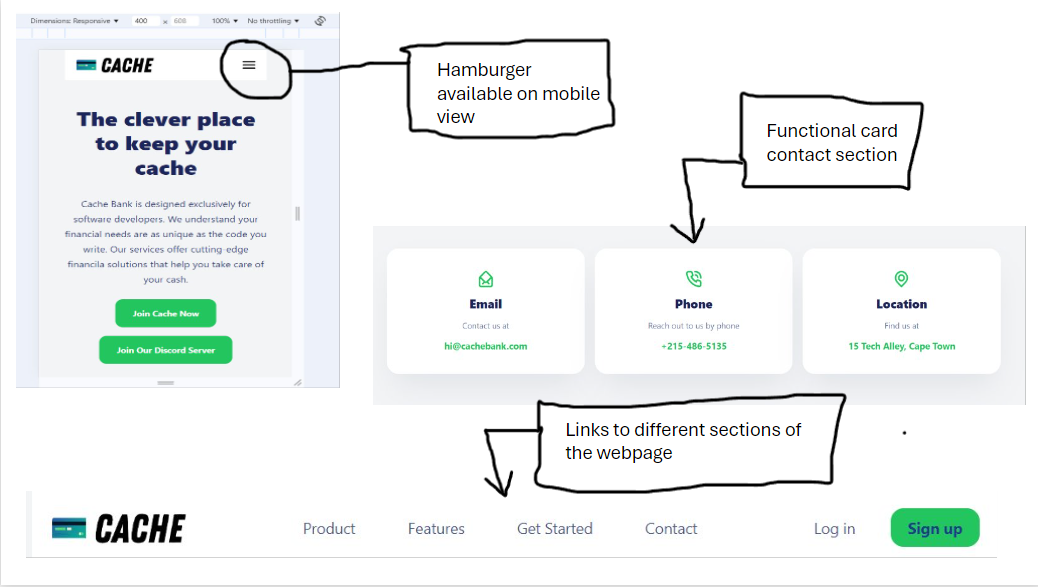 Dimensions: Responsive 400 x 608 100% No throttling
CACHE
The clever place
to keep your
cache
Cache Bank is designed exclusively for
software developers. We understand your
financial needs are as unique as the code you
write. Our services offer cutting-edge
financila solutions that help you take care of
your cash.
Join Cache Now
Join Our Discord Server
Hamburger
available on mobile
view
Functional card
contact section
Email
Contact us at
hi@cachebank.com
Phone
Reach out to us by phone
+215-486-5135
Location
Find us at
15 Tech Alley, Cape Town
Links to different sections of
the webpage
CACHE
Product Features Get Started Contact Log in Sign up